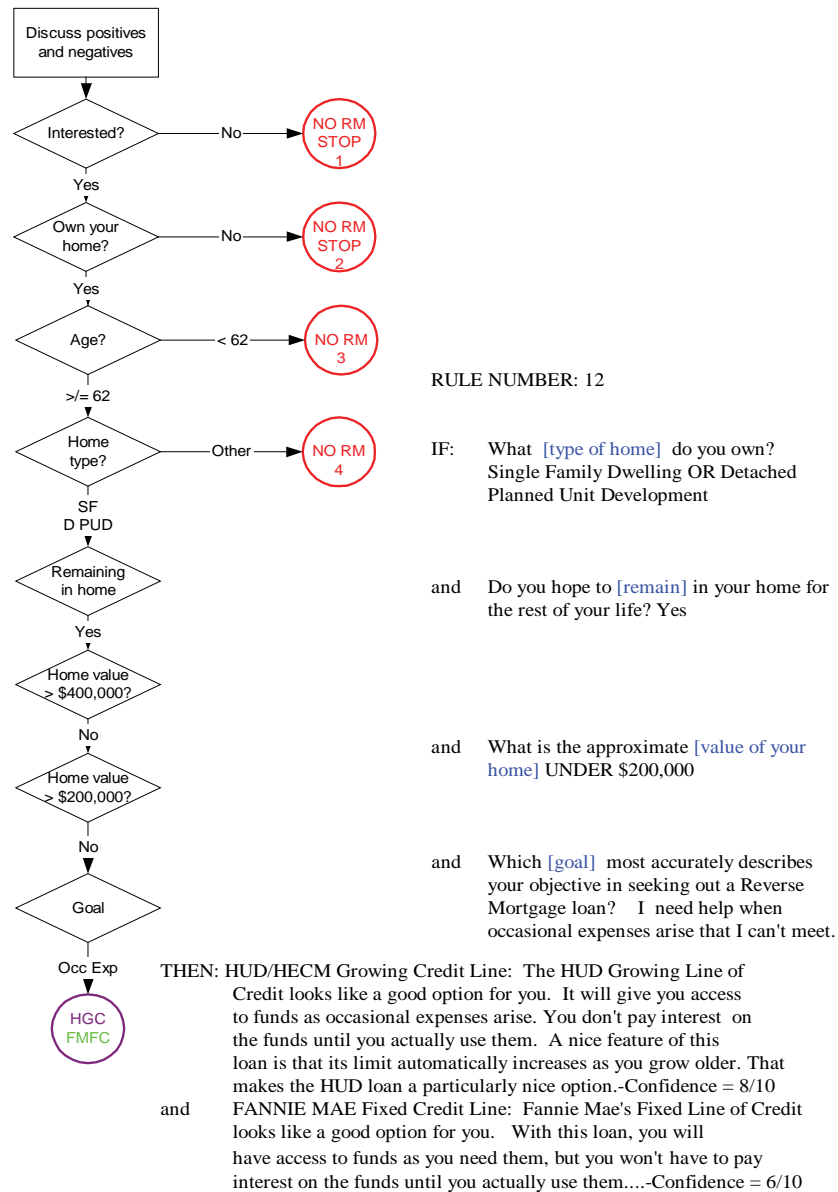 Discuss positives
and negatives
Interested?
No
NO RM
STOP
1
Yes
Own your
home?
No
NO RM
STOP
2
Yes
Age?
< 62
NO RM
3
>/= 62
Home
type?
Other
NO RM
4
SF
D PUD
Remaining
in home
Yes
Home value
> $400,000?
No
Home value
> $200,000?
No
Goal
Occ Exp
HGC
FMFC
RULE NUMBER: 12
IF: What [type of home] do you own?
Single Family Dwelling OR Detached
Planned Unit Development
and Do you hope to [remain] in your home for
the rest of your life? Yes
and What is the approximate [value of your
home] UNDER $200,000
and Which [goal] most accurately describes
your objective in seeking out a Reverse
Mortgage loan? I need help when
occasional expenses arise that I can't meet.
THEN: HUD/HECM Growing Credit Line: The HUD Growing Line of
Credit looks like a good option for you. It will give you access
to funds as occasional expenses arise. You don't pay interest on
the funds until you actually use them. A nice feature of this
loan is that its limit automatically increases as you grow older. That
makes the HUD loan a particularly nice option.-Confidence = 8/10
and FANNIE MAE Fixed Credit Line: Fannie Mae's Fixed Line of Credit
looks like a good option for you. With this loan, you will
have access to funds as you need them, but you won't have to pay
interest on the funds until you actually use them....-Confidence = 6/10